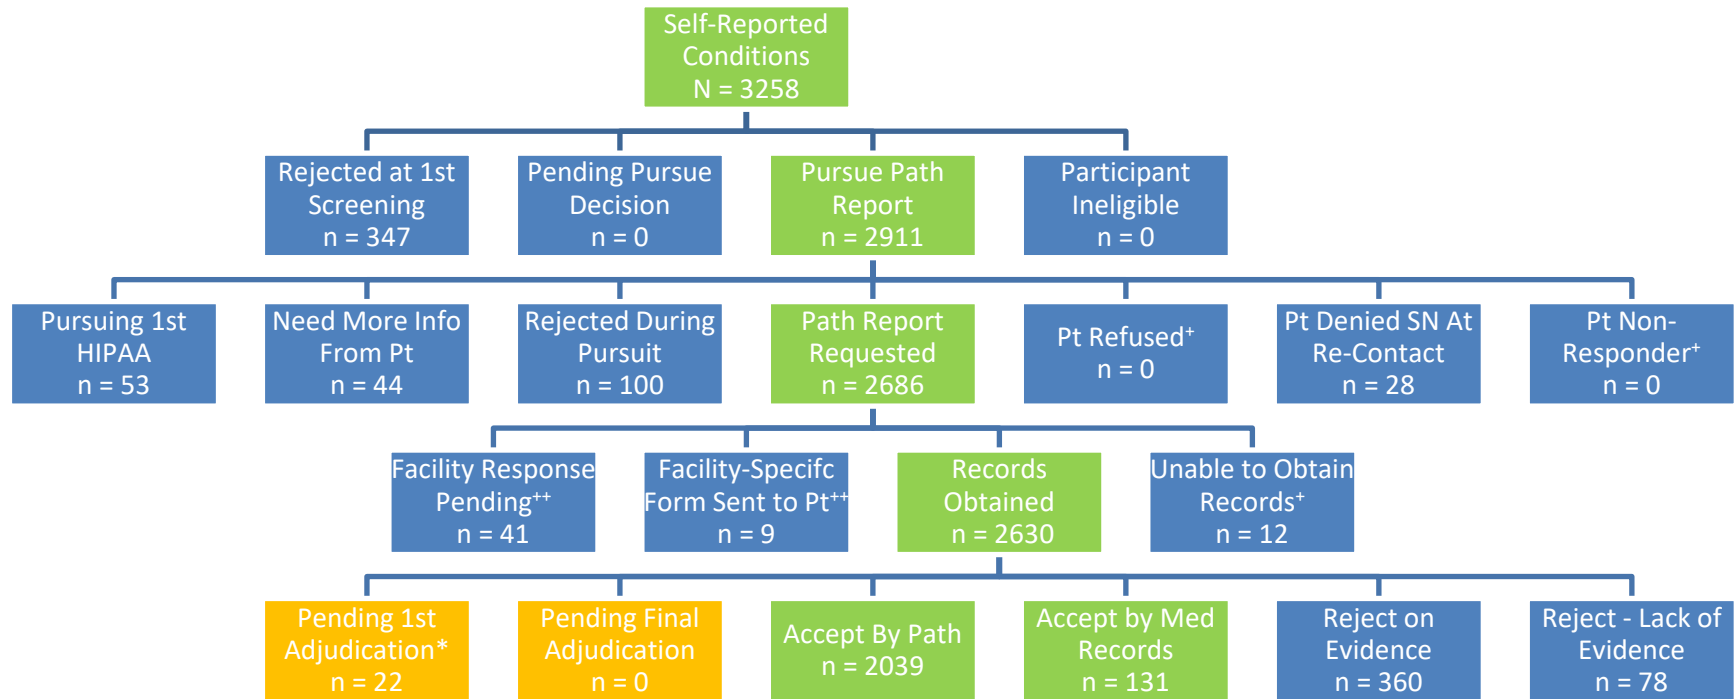 Self-Reported
Conditions
N = 3258
Rejected at 1st
Screening
n = 347
Pending Pursue
Decision
n = 0
Pursue Path
Report
n = 2911
Participant
Ineligible
n = 0
Pursuing 1st
HIPAA
n = 53
Need More Info
From Pt
n = 44
Rejected During
Pursuit
n = 100
Path Report
Requested
n = 2686
Pt Refused⁺
n = 0
Pt Denied SN At
Re-Contact
n = 28
Pt Non-
Responder⁺
n = 0
Facility Response
Pending⁺⁺
n = 41
Facility-Specifc
Form Sent to Pt⁺⁺
n = 9
Records
Obtained
n = 2630
Unable to Obtain
Records⁺
n = 12
Pending 1st
Adjudication*
n = 22
Pending Final
Adjudication
n = 0
Accept By Path
n = 2039
Accept by Med
Records
n = 131
Reject on
Evidence
n = 360
Reject - Lack of
Evidence
n = 78